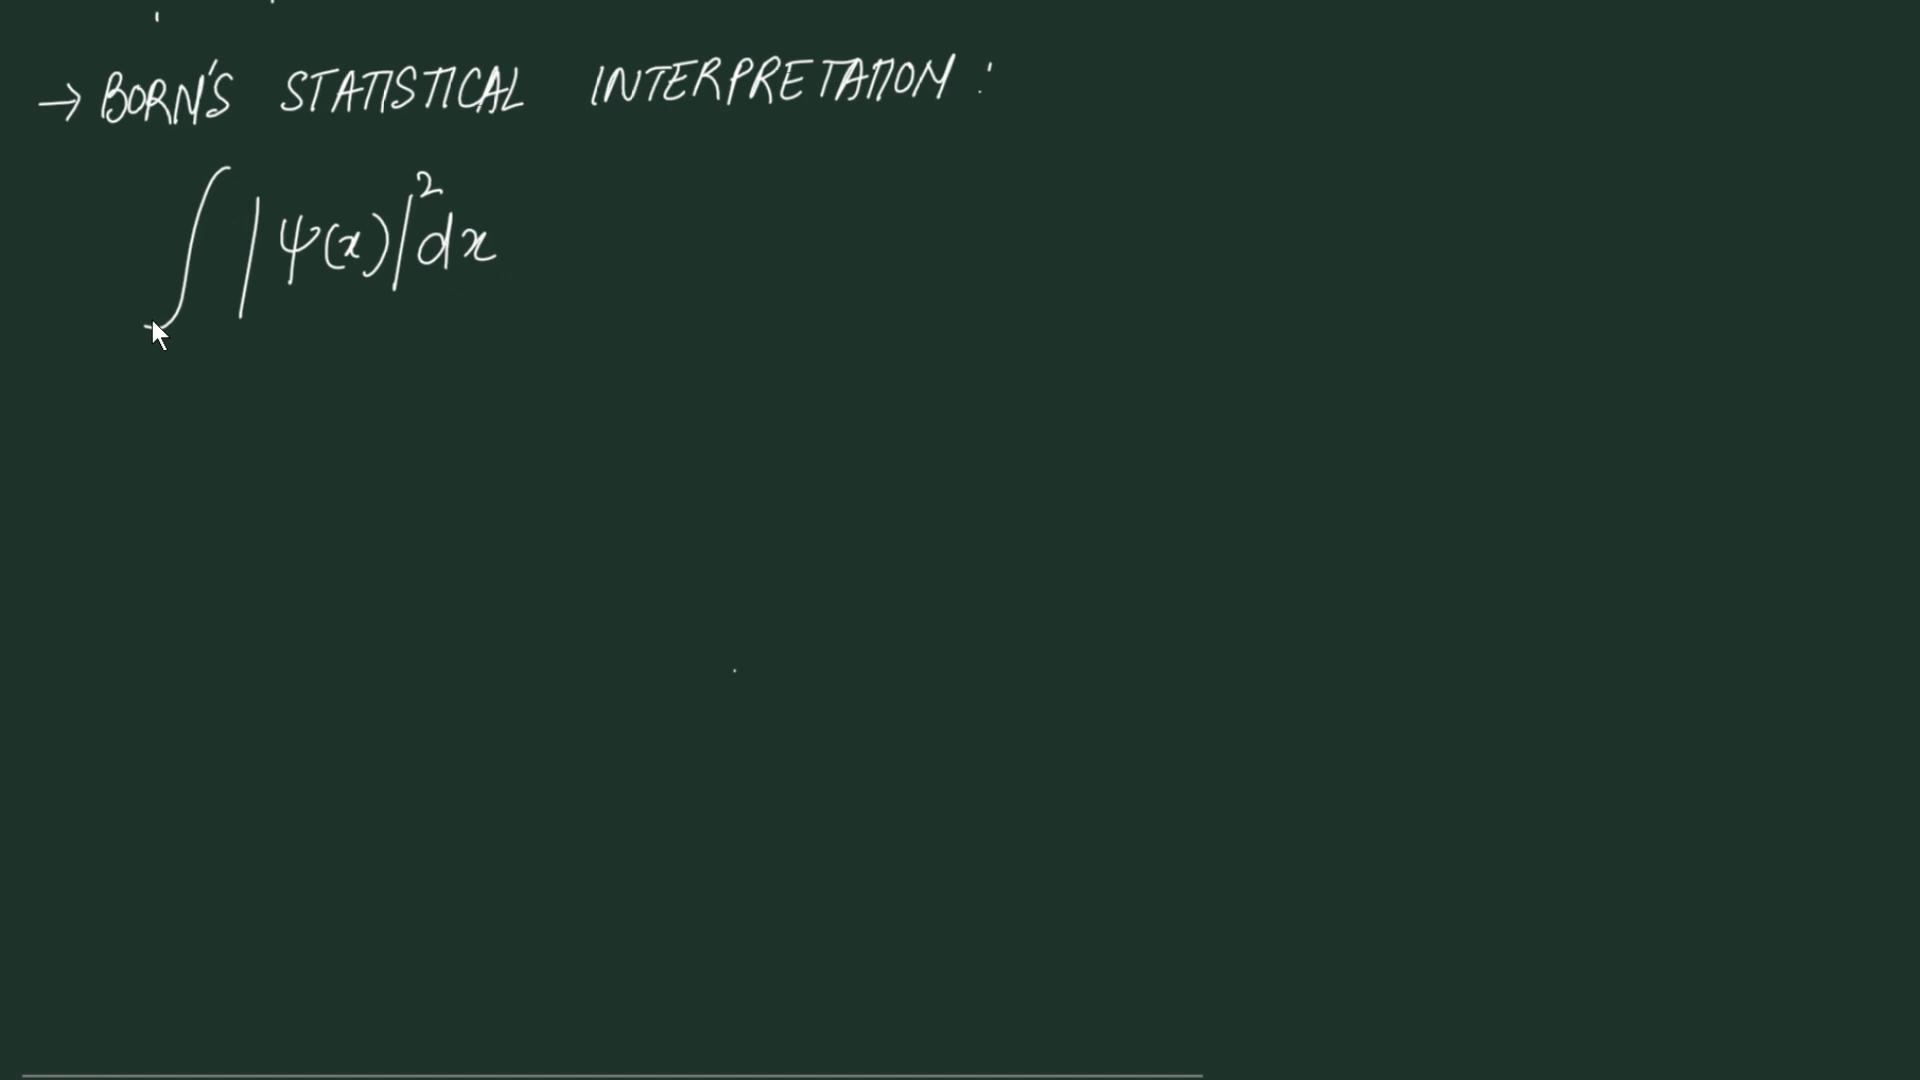 → BORN'S STATISTICAL INTERPRETATION :
∫ |ψ(x)|² dx